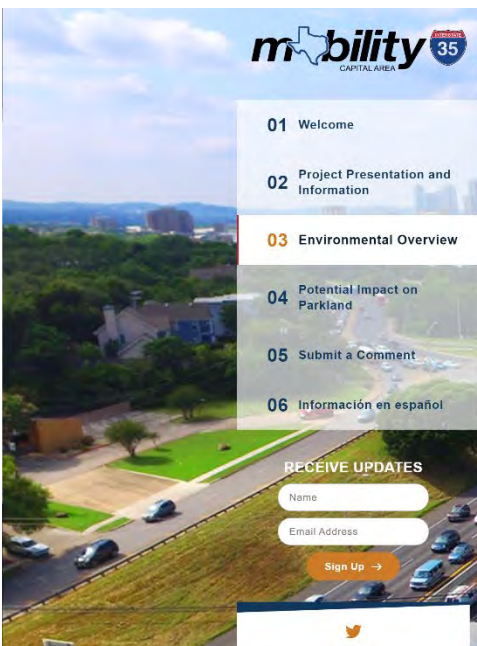 mobility
INTERSTATE
35
CAPITAL AREA
01 Welcome
02 Project Presentation and
Information
03 Environmental Overview
04 Potential Impact on
Parkland
05 Submit a Comment
06 Información en español
RECEIVE UPDATES
Name
Email Address
Sign Up →